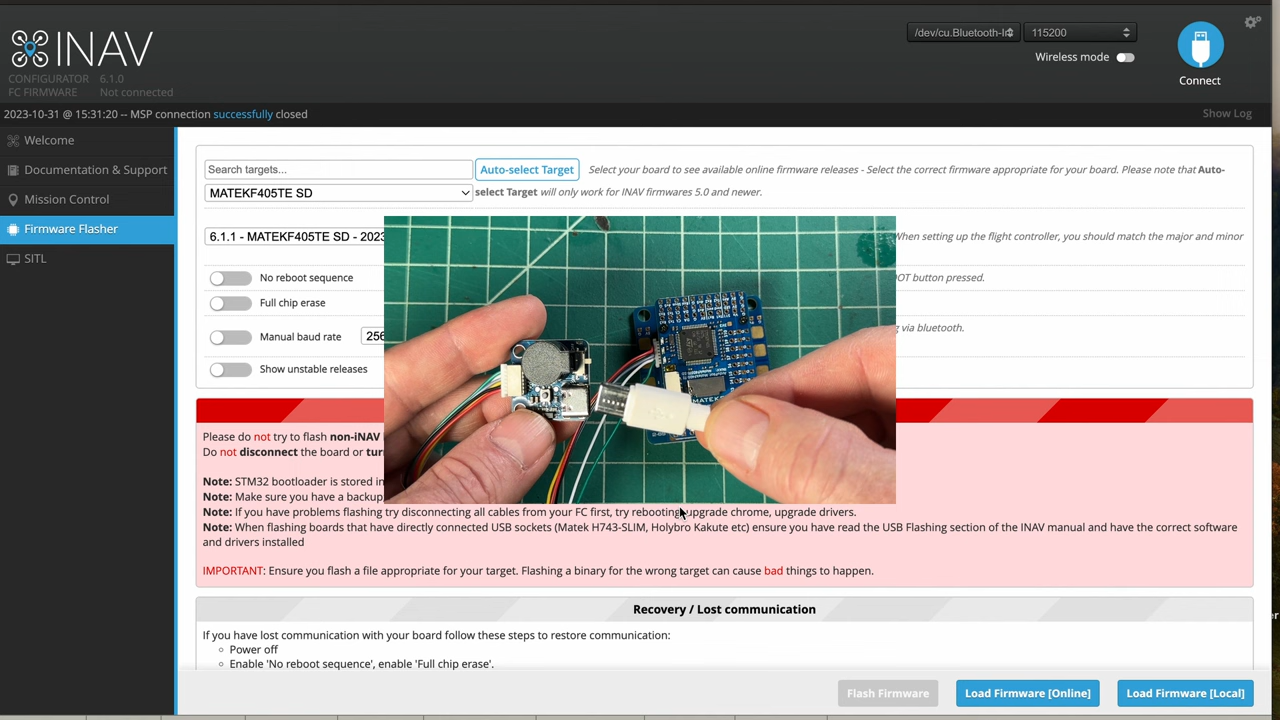 /dev/cu.Bluetooth-In
115200
INAV
Wireless mode
CONFIGURATOR 6.1.0
FC FIRMWARE Not connected
Connect
2023-10-31 @ 15:31:20 -- MSP connection successfully closed
Show Log
Welcome
Documentation & Support
Mission Control
Firmware Flasher
SITL
Search targets...
Auto-select Target
Select your board to see available online firmware releases - Select the correct firmware appropriate for your board. Please note that Auto-
select Target will only work for INAV firmwares 5.0 and newer.
MATEKF405TE SD
6.1.1 - MATEKF405TE SD - 2023
When setting up the flight controller, you should match the major and minor
No reboot sequence
OOT button pressed.
Full chip erase
Manual baud rate
256
g via bluetooth.
Show unstable releases
Please do not try to flash non-iNAV
Do not disconnect the board or tur
Note: STM32 bootloader is stored in
Note: Make sure you have a backup
Note: If you have problems flashing try disconnecting all cables from your FC first, try rebooting, upgrade chrome, upgrade drivers.
Note: When flashing boards that have directly connected USB sockets (Matek H743-SLIM, Holybro Kakute etc) ensure you have read the USB Flashing section of the INAV manual and have the correct software
and drivers installed
IMPORTANT: Ensure you flash a file appropriate for your target. Flashing a binary for the wrong target can cause bad things to happen.
MATEK
Recovery / Lost communication
If you have lost communication with your board follow these steps to restore communication:
Power off
Enable 'No reboot sequence', enable 'Full chip erase'.
Flash Firmware
Load Firmware [Online]
Load Firmware [Local]